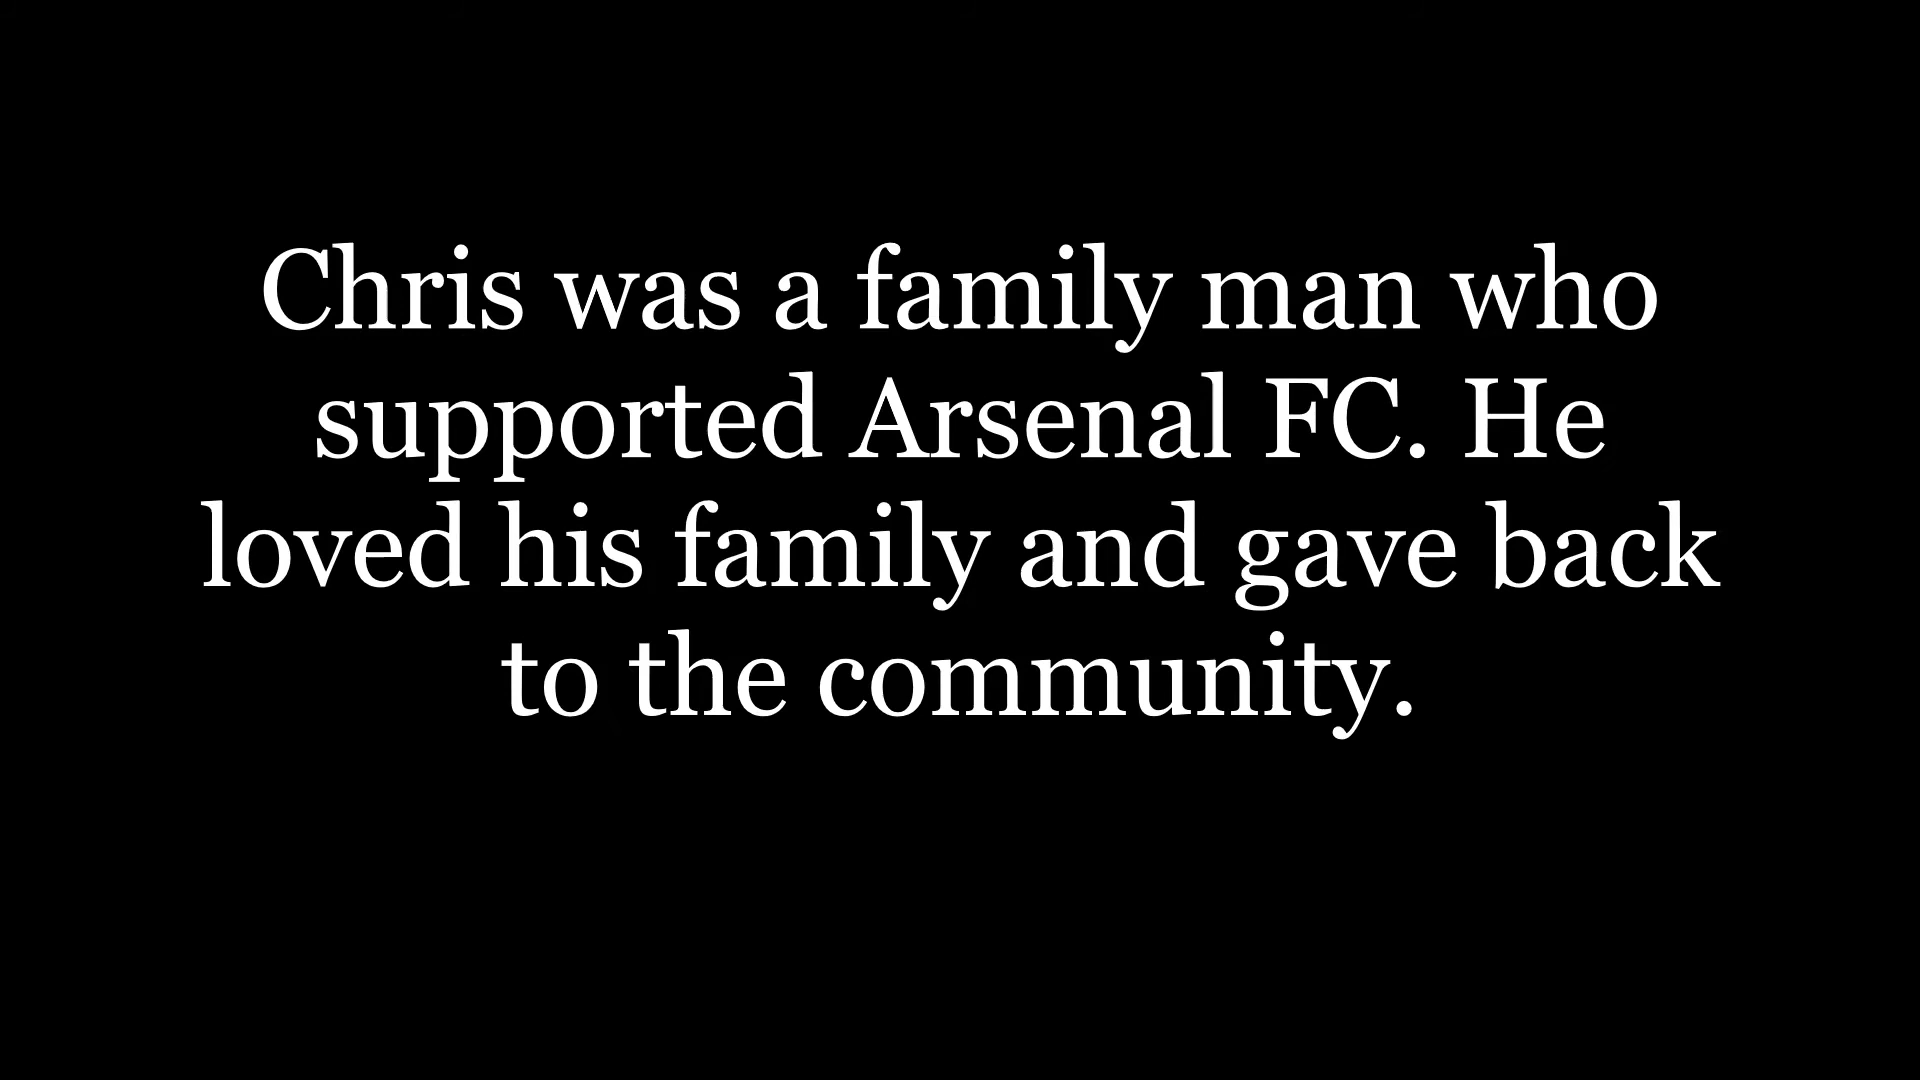 Chris was a family man who
supported Arsenal FC. He
loved his family and gave back
to the community.